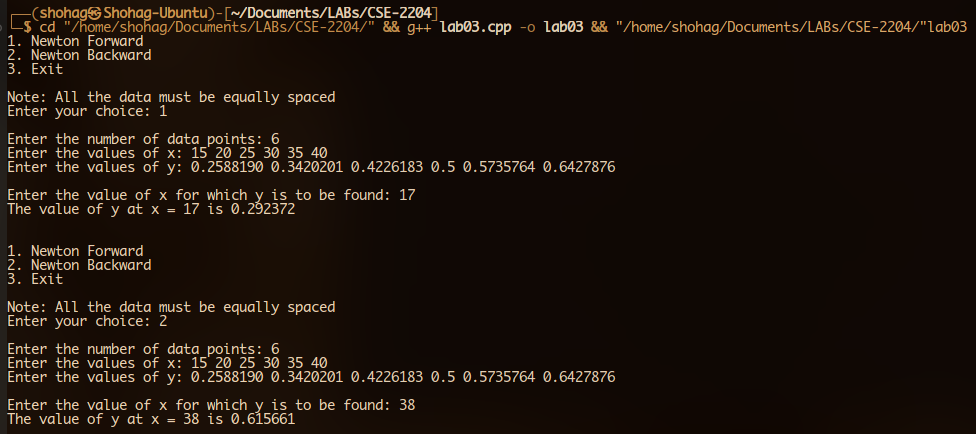 ┌──(shohag㉿Shohag-Ubuntu)-[~/Documents/LABs/CSE-2204]
└─$ cd "/home/shohag/Documents/LABs/CSE-2204/" && g++ lab03.cpp -o lab03 && "/home/shohag/Documents/LABs/CSE-2204/"lab03
1. Newton Forward
2. Newton Backward
3. Exit

Note: All the data must be equally spaced
Enter your choice: 1

Enter the number of data points: 6
Enter the values of x: 15 20 25 30 35 40
Enter the values of y: 0.2588190 0.3420201 0.4226183 0.5 0.5735764 0.6427876

Enter the value of x for which y is to be found: 17
The value of y at x = 17 is 0.292372


1. Newton Forward
2. Newton Backward
3. Exit

Note: All the data must be equally spaced
Enter your choice: 2

Enter the number of data points: 6
Enter the values of x: 15 20 25 30 35 40
Enter the values of y: 0.2588190 0.3420201 0.4226183 0.5 0.5735764 0.6427876

Enter the value of x for which y is to be found: 38
The value of y at x = 38 is 0.615661